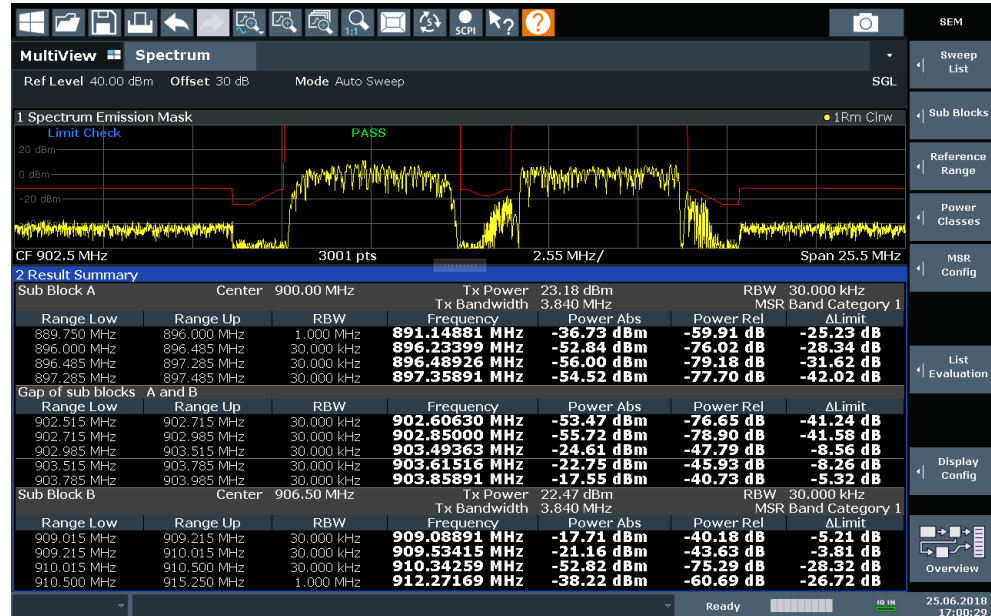 1:1
SCPI
SEM
MultiView Spectrum
Ref Level 40.00 dBm Offset 30 dB Mode Auto Sweep SGL
Sweep List
Sub Blocks
Reference Range
Power Classes
MSR Config
List Evaluation
Display Config
Overview
1 Spectrum Emission Mask 1Rm Clrw
Limit Check PASS
20 dBm
0 dBm
-20 dBm
CF 902.5 MHz 3001 pts 2.55 MHz/ Span 25.5 MHz
2 Result Summary
Sub Block A Center 900.00 MHz Tx Power 23.18 dBm RBW 30.000 kHz
Tx Bandwidth 3.840 MHz MSR Band Category 1
Range Low Range Up RBW Frequency Power Abs Power Rel ΔLimit
889.750 MHz 896.000 MHz 1.000 MHz 891.14881 MHz -36.73 dBm -59.91 dB -25.23 dB
896.000 MHz 896.485 MHz 30.000 kHz 896.23399 MHz -52.84 dBm -76.02 dB -28.34 dB
896.485 MHz 897.285 MHz 30.000 kHz 896.48926 MHz -56.00 dBm -79.18 dB -31.62 dB
897.285 MHz 897.485 MHz 30.000 kHz 897.35891 MHz -54.52 dBm -77.70 dB -42.02 dB
Gap of sub blocks A and B
Range Low Range Up RBW Frequency Power Abs Power Rel ΔLimit
902.515 MHz 902.715 MHz 30.000 kHz 902.60630 MHz -53.47 dBm -76.65 dB -41.24 dB
902.715 MHz 902.985 MHz 30.000 kHz 902.85000 MHz -55.72 dBm -78.90 dB -41.58 dB
902.985 MHz 903.515 MHz 30.000 kHz 903.49363 MHz -24.61 dBm -47.79 dB -8.56 dB
903.515 MHz 903.785 MHz 30.000 kHz 903.61516 MHz -22.75 dBm -45.93 dB -8.26 dB
903.785 MHz 903.985 MHz 30.000 kHz 903.85891 MHz -17.55 dBm -40.73 dB -5.32 dB
Sub Block B Center 906.50 MHz Tx Power 22.47 dBm RBW 30.000 kHz
Tx Bandwidth 3.840 MHz MSR Band Category 1
Range Low Range Up RBW Frequency Power Abs Power Rel ΔLimit
909.015 MHz 909.215 MHz 30.000 kHz 909.08891 MHz -17.71 dBm -40.18 dB -5.21 dB
909.215 MHz 910.015 MHz 30.000 kHz 909.53415 MHz -21.16 dBm -43.63 dB -3.81 dB
910.015 MHz 910.500 MHz 30.000 kHz 910.34259 MHz -52.82 dBm -75.29 dB -28.32 dB
910.500 MHz 915.250 MHz 1.000 MHz 912.27169 MHz -38.22 dBm -60.69 dB -26.72 dB
Ready IQ IN 25.06.2018
17:00:29